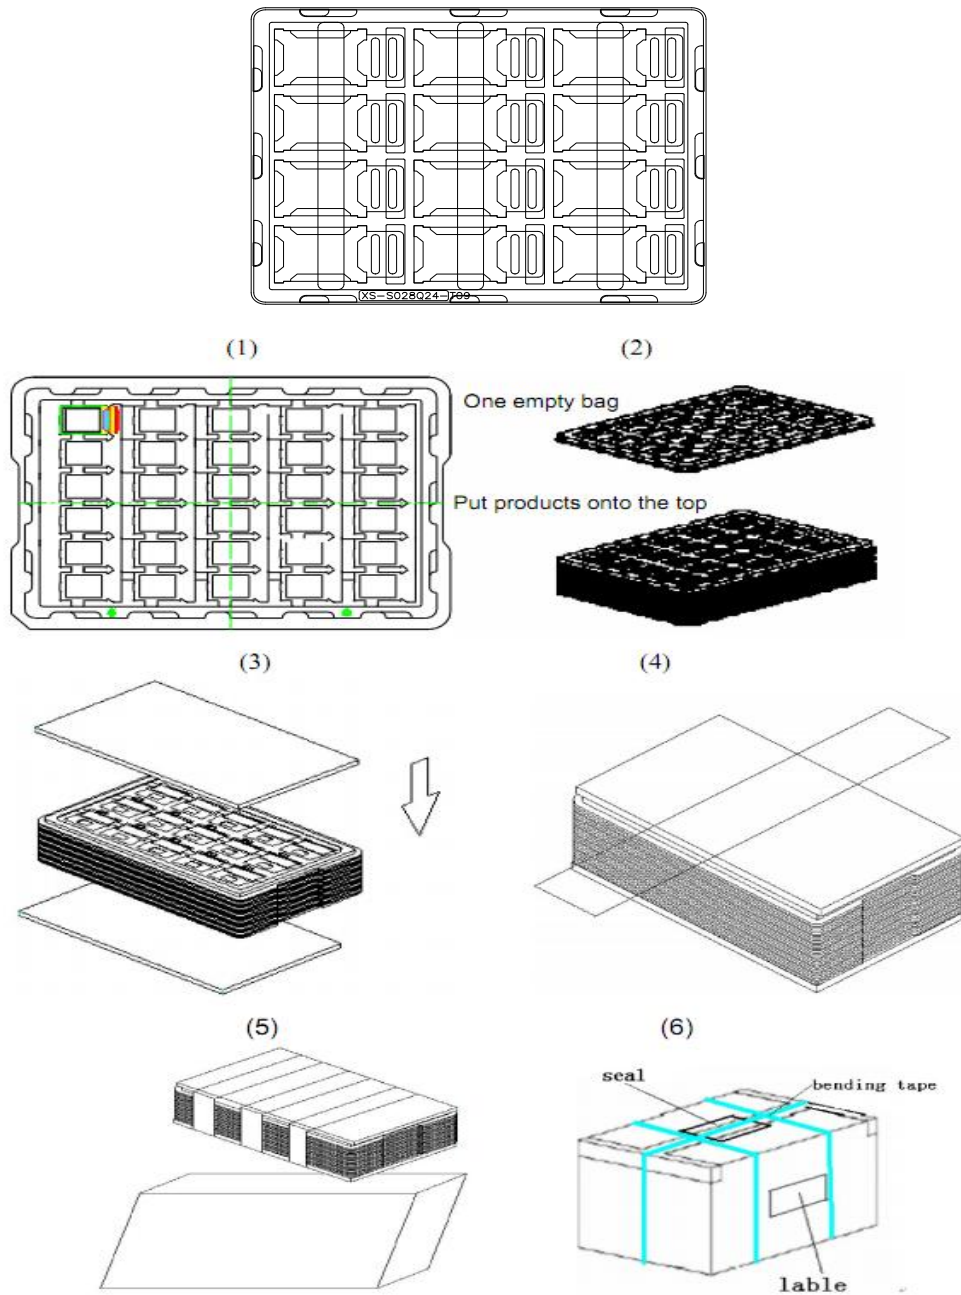 XS-S028Q24-T09
(1) (2)
One empty bag
Put products onto the top
(3) (4)
(5) (6)
seal
bending tape
lable